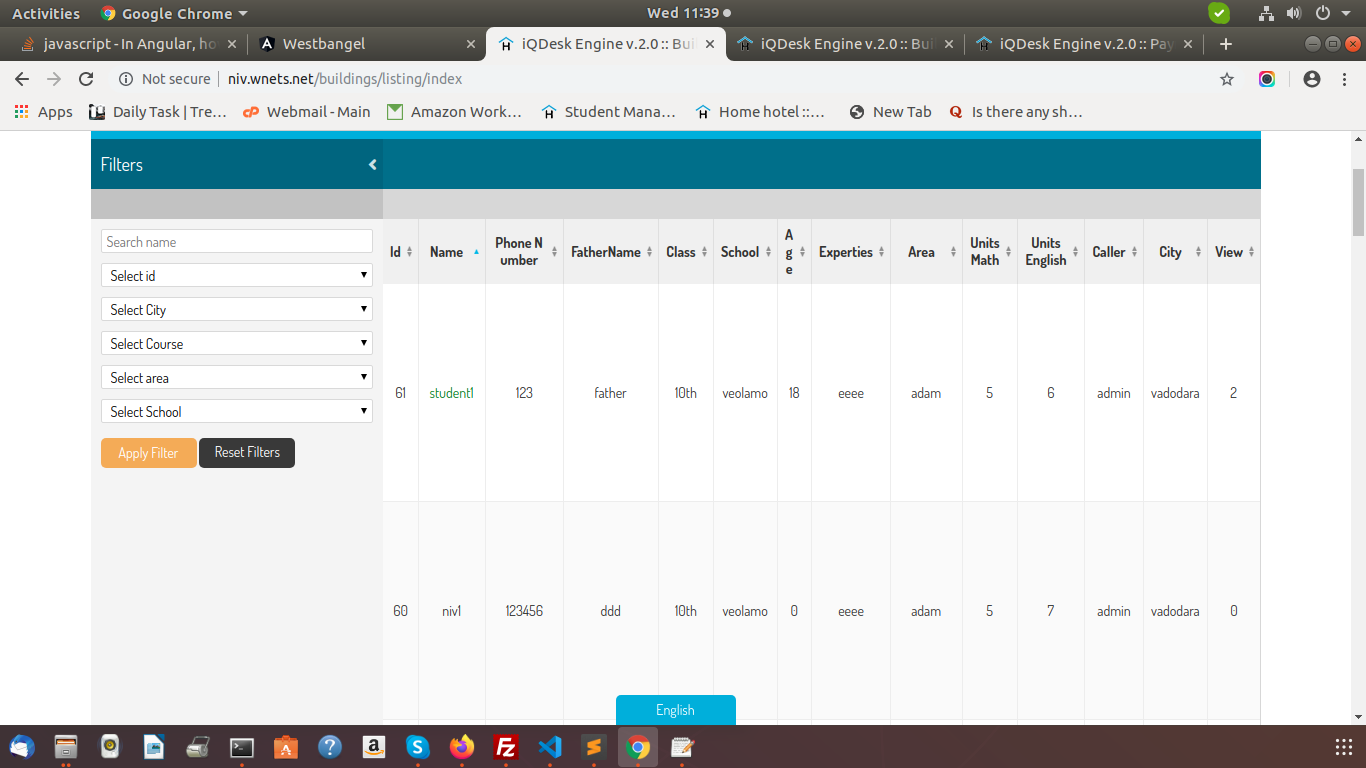 Activities Google Chrome Wed 11:39
javascript - In Angular, ho Westbangel iQDesk Engine v.2.0 :: Bui iQDesk Engine v.2.0 :: Bui iQDesk Engine v.2.0 :: Pay
Not secure niv.wnets.net/buildings/listing/index
Apps Daily Task | Tre... Webmail - Main Amazon Work... Student Mana... Home hotel ::... New Tab Is there any sh...
Filters
Search name
Select id
Select City
Select Course
Select area
Select School
Apply Filter Reset Filters
Id Name Phone N umber FatherName Class School A g e Experties Area Units Math Units English Caller City View
61 student1 123 father 10th veolamo 18 eeee adam 5 6 admin vadodara 2
60 niv1 123456 ddd 10th veolamo 0 eeee adam 5 7 admin vadodara 0
English